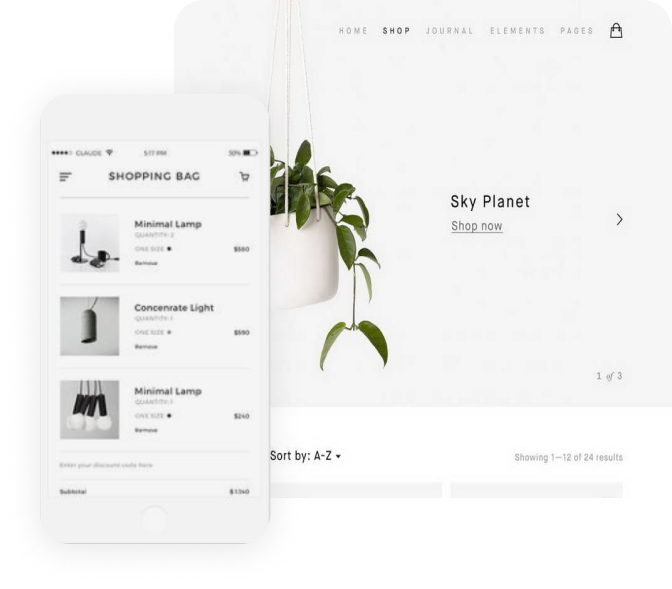 HOME SHOP JOURNAL ELEMENTS PAGES
Sky Planet
Shop now
1 of 3
Sort by: A-Z
Showing 1—12 of 24 results
CLAUDE 5:17 PM 50%
SHOPPING BAG
Minimal Lamp
QUANTITY: 2
ONE SIZE $580
Remove
Concenrate Light
QUANTITY: 1
ONE SIZE $590
Remove
Minimal Lamp
QUANTITY: 1
ONE SIZE $240
Remove
Enter your discount code here
Subtotal